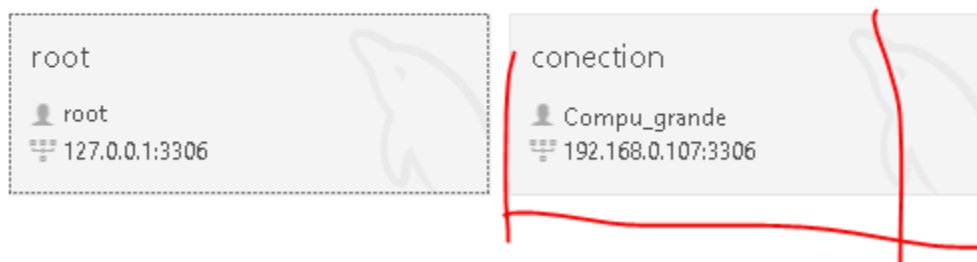 root
root
127.0.0.1:3306
conection
Compu_grande
192.168.0.107:3306